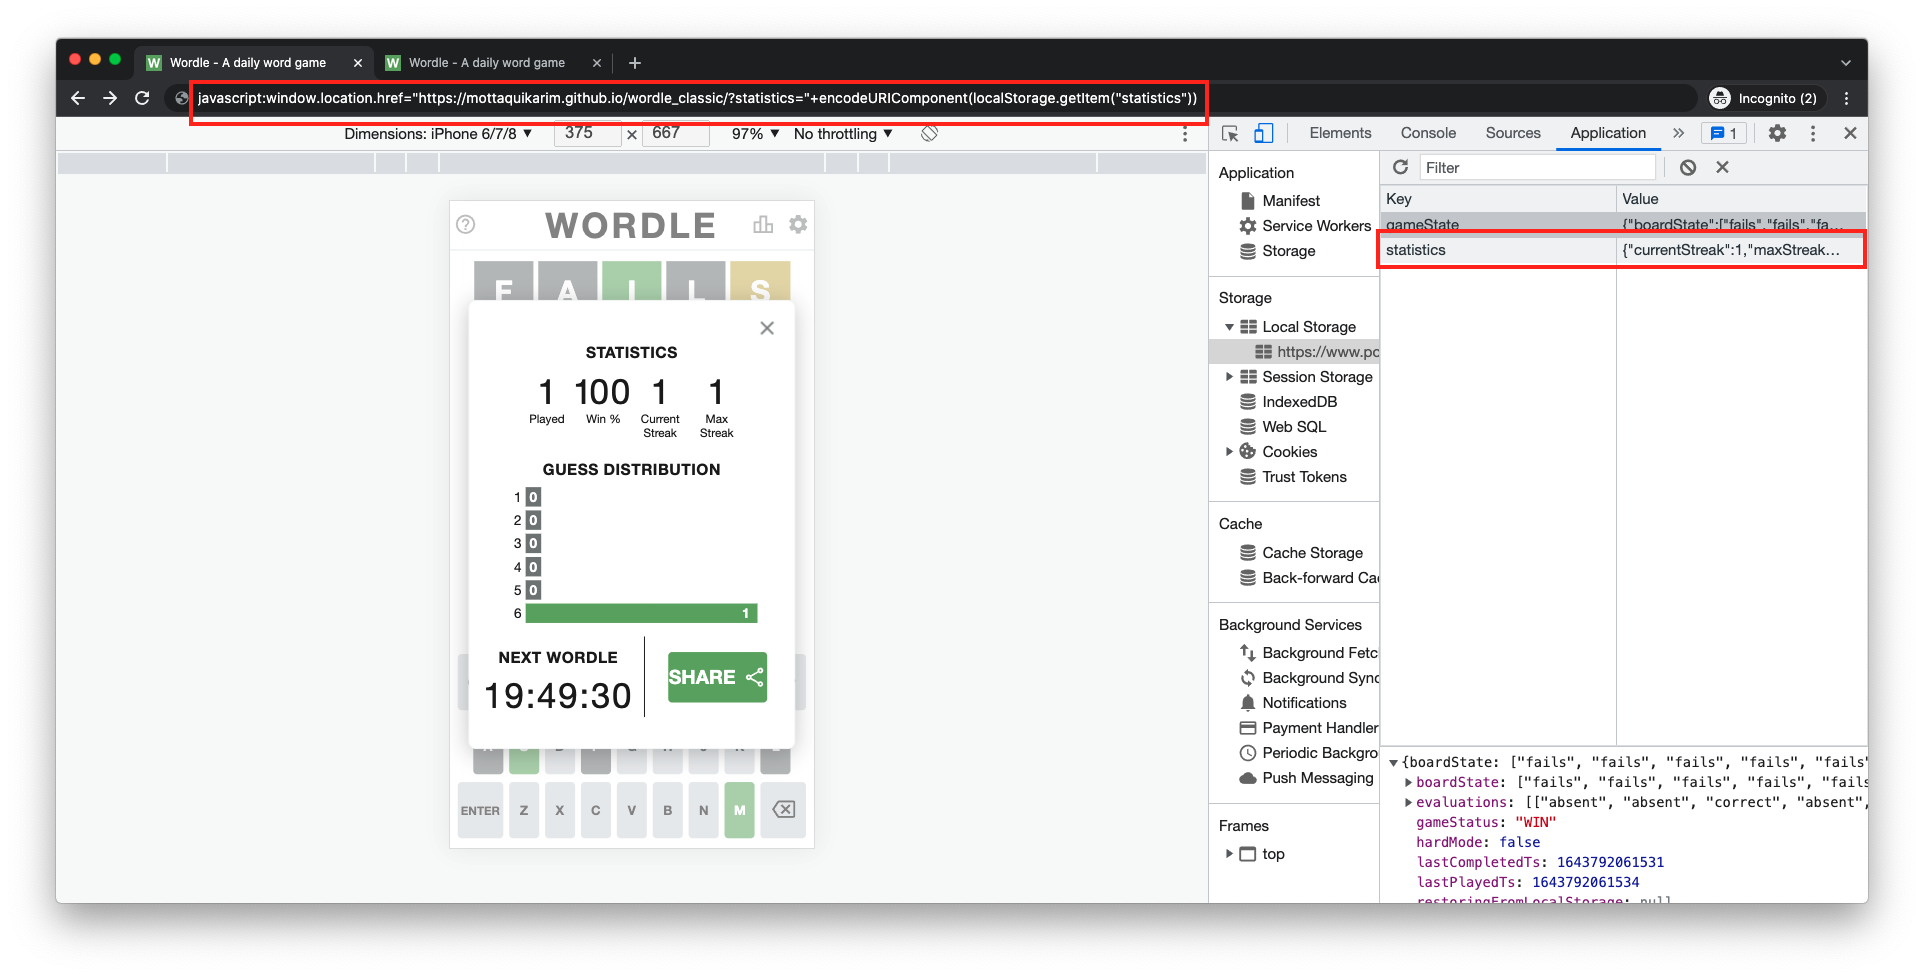 Wordle - A daily word game
Wordle - A daily word game
javascript:window.location.href="https://mottaquikarim.github.io/wordle_classic/?statistics="+encodeURIComponent(localStorage.getItem("statistics"))
Incognito (2)
Dimensions: iPhone 6/7/8 ▼ 375 × 667 97% ▼ No throttling ▼
WORDLE
F A I L S
STATISTICS
1 100 1 1
Played Win % Current Streak Max Streak
GUESS DISTRIBUTION
1 0
2 0
3 0
4 0
5 0
6 1
NEXT WORDLE
19:49:30
SHARE
ENTER Z X C V B N M
Elements Console Sources Application » 1
Application
Manifest
Service Workers
Storage
Storage
Local Storage
https://www.po
Session Storage
IndexedDB
Web SQL
Cookies
Trust Tokens
Cache
Cache Storage
Back-forward Cac
Background Services
Background Fetc
Background Sync
Notifications
Payment Handler
Periodic Backgro
Push Messaging
Frames
top
Filter
Key Value
gameState {"boardState":["fails","fails","fa…
statistics {"currentStreak":1,"maxStreak…
{boardState: ["fails", "fails", "fails", "fails", "fails"
boardState: ["fails", "fails", "fails", "fails", "fails
evaluations: [["absent", "absent", "correct", "absent",
gameStatus: "WIN"
hardMode: false
lastCompletedTs: 1643792061531
lastPlayedTs: 1643792061534
restoringFromLocalStorage: null